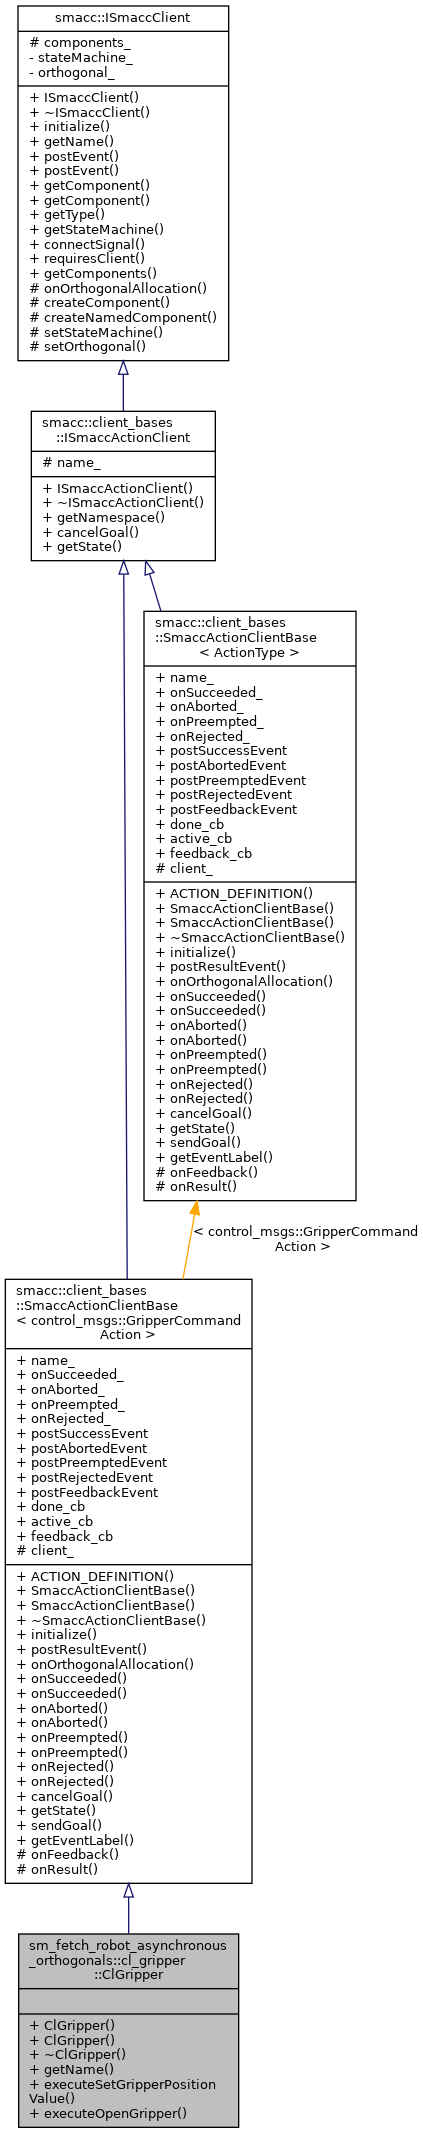 smacc::ISmaccClient
# components_
- stateMachine_
- orthogonal_
+ ISmaccClient()
+ ~ISmaccClient()
+ initialize()
+ getName()
+ postEvent()
+ postEvent()
+ getComponent()
+ getComponent()
+ getType()
+ getStateMachine()
+ connectSignal()
+ requiresClient()
+ getComponents()
# onOrthogonalAllocation()
# createComponent()
# createNamedComponent()
# setStateMachine()
# setOrthogonal()
smacc::client_bases
::ISmaccActionClient
# name_
+ ISmaccActionClient()
+ ~ISmaccActionClient()
+ getNamespace()
+ cancelGoal()
+ getState()
smacc::client_bases
::SmaccActionClientBase
< ActionType >
+ name_
+ onSucceeded_
+ onAborted_
+ onPreempted_
+ onRejected_
+ postSuccessEvent
+ postAbortedEvent
+ postPreemptedEvent
+ postRejectedEvent
+ postFeedbackEvent
+ done_cb
+ active_cb
+ feedback_cb
# client_
+ ACTION_DEFINITION()
+ SmaccActionClientBase()
+ SmaccActionClientBase()
+ ~SmaccActionClientBase()
+ initialize()
+ postResultEvent()
+ onOrthogonalAllocation()
+ onSucceeded()
+ onSucceeded()
+ onAborted()
+ onAborted()
+ onPreempted()
+ onPreempted()
+ onRejected()
+ onRejected()
+ cancelGoal()
+ getState()
+ sendGoal()
+ getEventLabel()
# onFeedback()
# onResult()
< control_msgs::GripperCommand
Action >
smacc::client_bases
::SmaccActionClientBase
< control_msgs::GripperCommand
Action >
+ name_
+ onSucceeded_
+ onAborted_
+ onPreempted_
+ onRejected_
+ postSuccessEvent
+ postAbortedEvent
+ postPreemptedEvent
+ postRejectedEvent
+ postFeedbackEvent
+ done_cb
+ active_cb
+ feedback_cb
# client_
+ ACTION_DEFINITION()
+ SmaccActionClientBase()
+ SmaccActionClientBase()
+ ~SmaccActionClientBase()
+ initialize()
+ postResultEvent()
+ onOrthogonalAllocation()
+ onSucceeded()
+ onSucceeded()
+ onAborted()
+ onAborted()
+ onPreempted()
+ onPreempted()
+ onRejected()
+ onRejected()
+ cancelGoal()
+ getState()
+ sendGoal()
+ getEventLabel()
# onFeedback()
# onResult()
sm_fetch_robot_asynchronous
_orthogonals::cl_gripper
::ClGripper
+ ClGripper()
+ ClGripper()
+ ~ClGripper()
+ getName()
+ executeSetGripperPosition
Value()
+ executeOpenGripper()